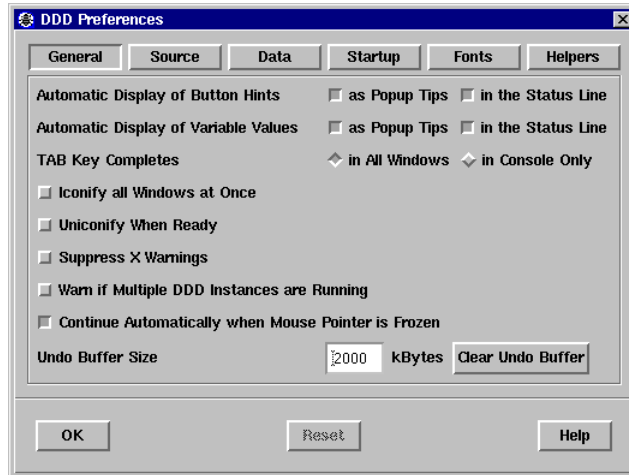 DDD Preferences
General Source Data Startup Fonts Helpers
Automatic Display of Button Hints as Popup Tips in the Status Line
Automatic Display of Variable Values as Popup Tips in the Status Line
TAB Key Completes in All Windows in Console Only
Iconify all Windows at Once
Uniconify When Ready
Suppress X Warnings
Warn if Multiple DDD Instances are Running
Continue Automatically when Mouse Pointer is Frozen
Undo Buffer Size 2000 kBytes Clear Undo Buffer
OK Reset Help